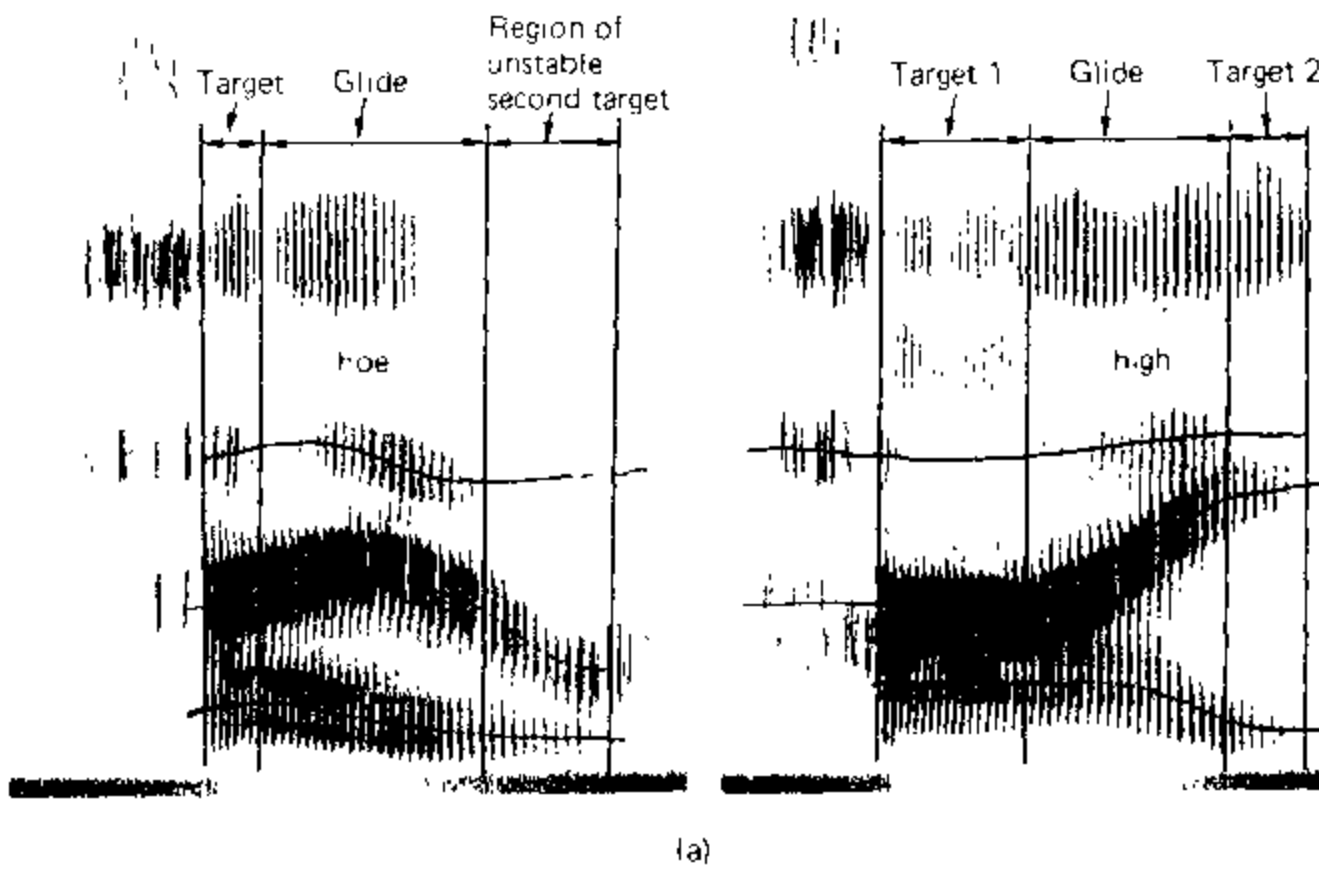 Target
Glide
Region of
unstable
second target
hoe
Target 1
Glide
Target 2
high
(a)